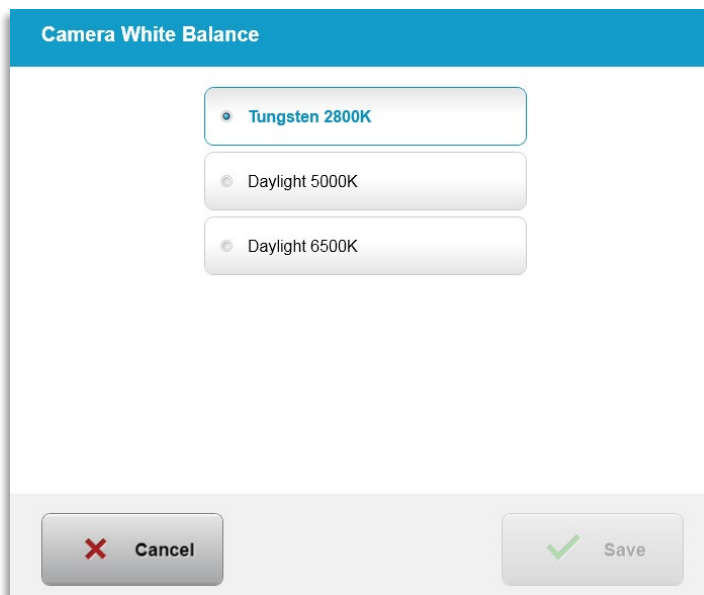 Camera White Balance
Tungsten 2800K
Daylight 5000K
Daylight 6500K
Cancel
Save